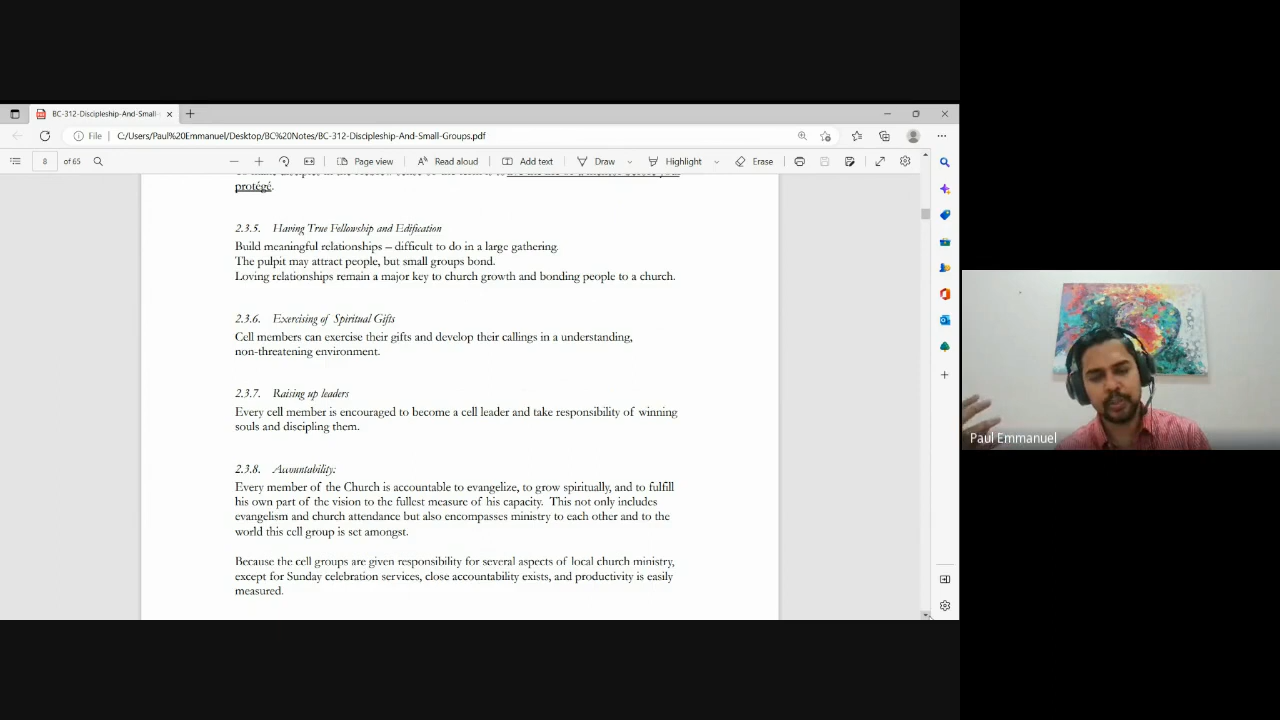 BC-312-Discipleship-And-Small-
File
C:/Users/Paul%20Emmanuel/Desktop/BC%20Notes/BC-312-Discipleship-And-Small-Groups.pdf
8 of 65
Page view
Read aloud
Add text
Draw
Highlight
Erase
protégé.
2.3.5. Having True Fellowship and Edification
Build meaningful relationships – difficult to do in a large gathering.
The pulpit may attract people, but small groups bond.
Loving relationships remain a major key to church growth and bonding people to a church.
2.3.6. Exercising of Spiritual Gifts
Cell members can exercise their gifts and develop their callings in a understanding,
non-threatening environment.
2.3.7. Raising up leaders
Every cell member is encouraged to become a cell leader and take responsibility of winning
souls and discipling them.
2.3.8. Accountability:
Every member of the Church is accountable to evangelize, to grow spiritually, and to fulfill
his own part of the vision to the fullest measure of his capacity. This not only includes
evangelism and church attendance but also encompasses ministry to each other and to the
world this cell group is set amongst.
Because the cell groups are given responsibility for several aspects of local church ministry,
except for Sunday celebration services, close accountability exists, and productivity is easily
measured.
Paul Emmanuel